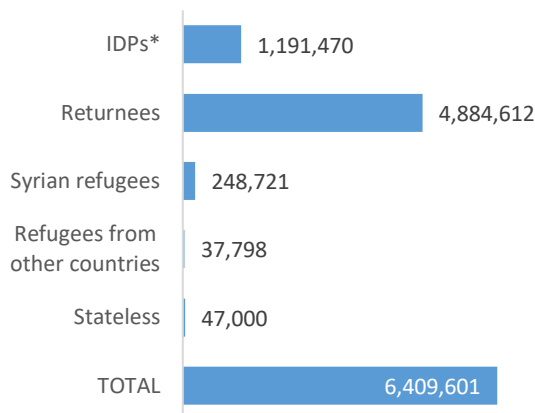 IDPs* 1,191,470
Returnees 4,884,612
Syrian refugees 248,721
Refugees from
other countries 37,798
Stateless 47,000
TOTAL 6,409,601